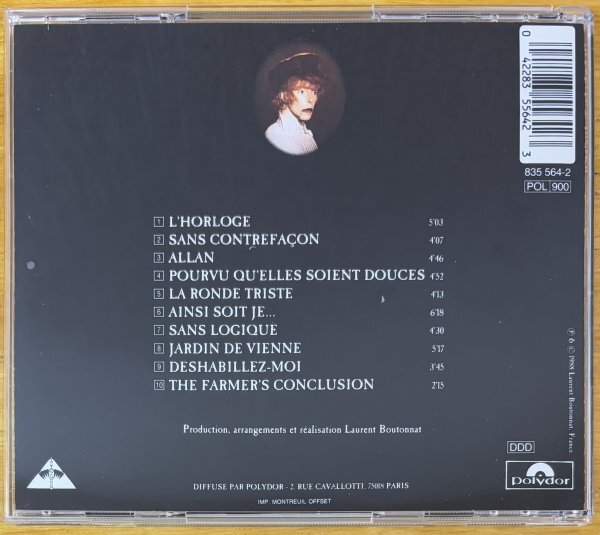 0 42283 55642 3
835 564-2
POL 900
1 L'HORLOGE 5'03
2 SANS CONTREFAÇON 4'07
3 ALLAN 4'46
4 POURVU QU'ELLES SOIENT DOUCES 4'52
5 LA RONDE TRISTE 4'13
6 AINSI SOIT JE... 6'18
7 SANS LOGIQUE 4'30
8 JARDIN DE VIENNE 5'17
9 DESHABILLEZ-MOI 3'45
10 THE FARMER'S CONCLUSION 2'15
Production, arrangements et réalisation Laurent Boutonnat
℗ & © 1988 Laurent Boutonnat, France
DDD
polydor
DIFFUSE PAR POLYDOR - 2, RUE CAVALLOTTI, 75018 PARIS
IMP. MONTREUIL OFFSET